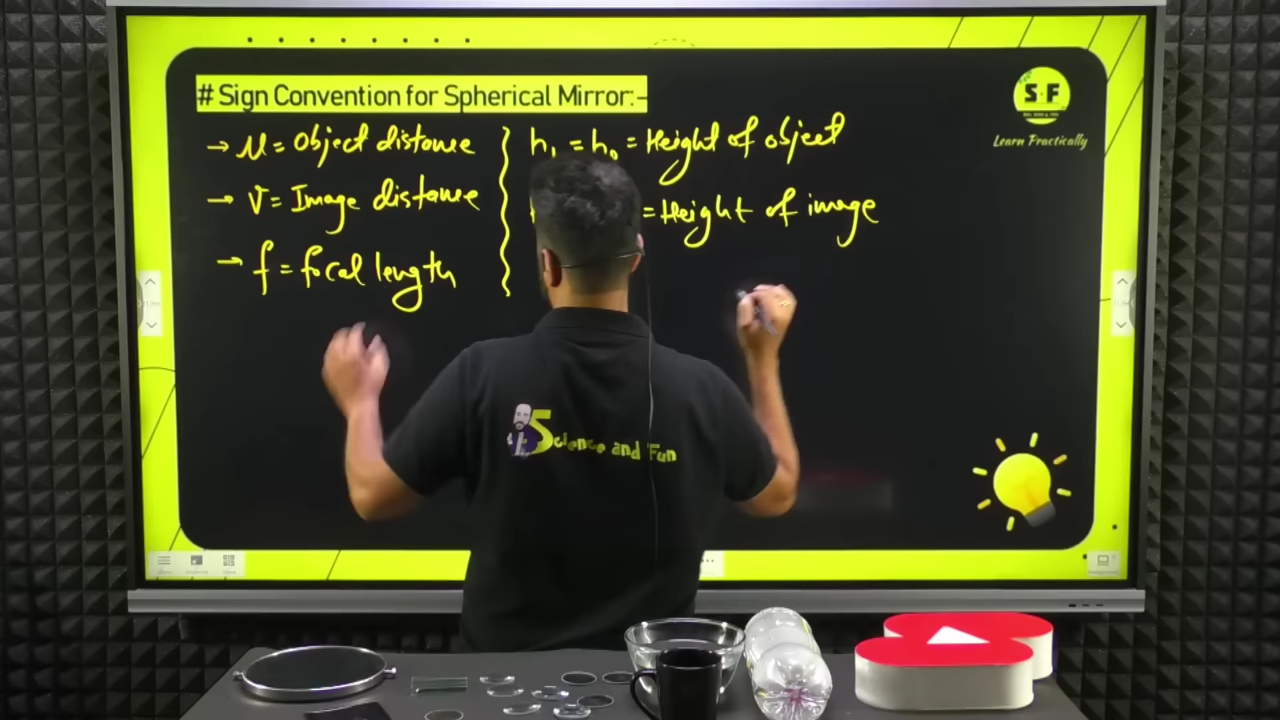 # Sign Convention for Spherical Mirror:-
→ u = Object distance
→ v = Image distance
→ f = focal length
h₁ = h₀ = Height of object
= Height of image
S·F
Learn Practically
Science and Fun